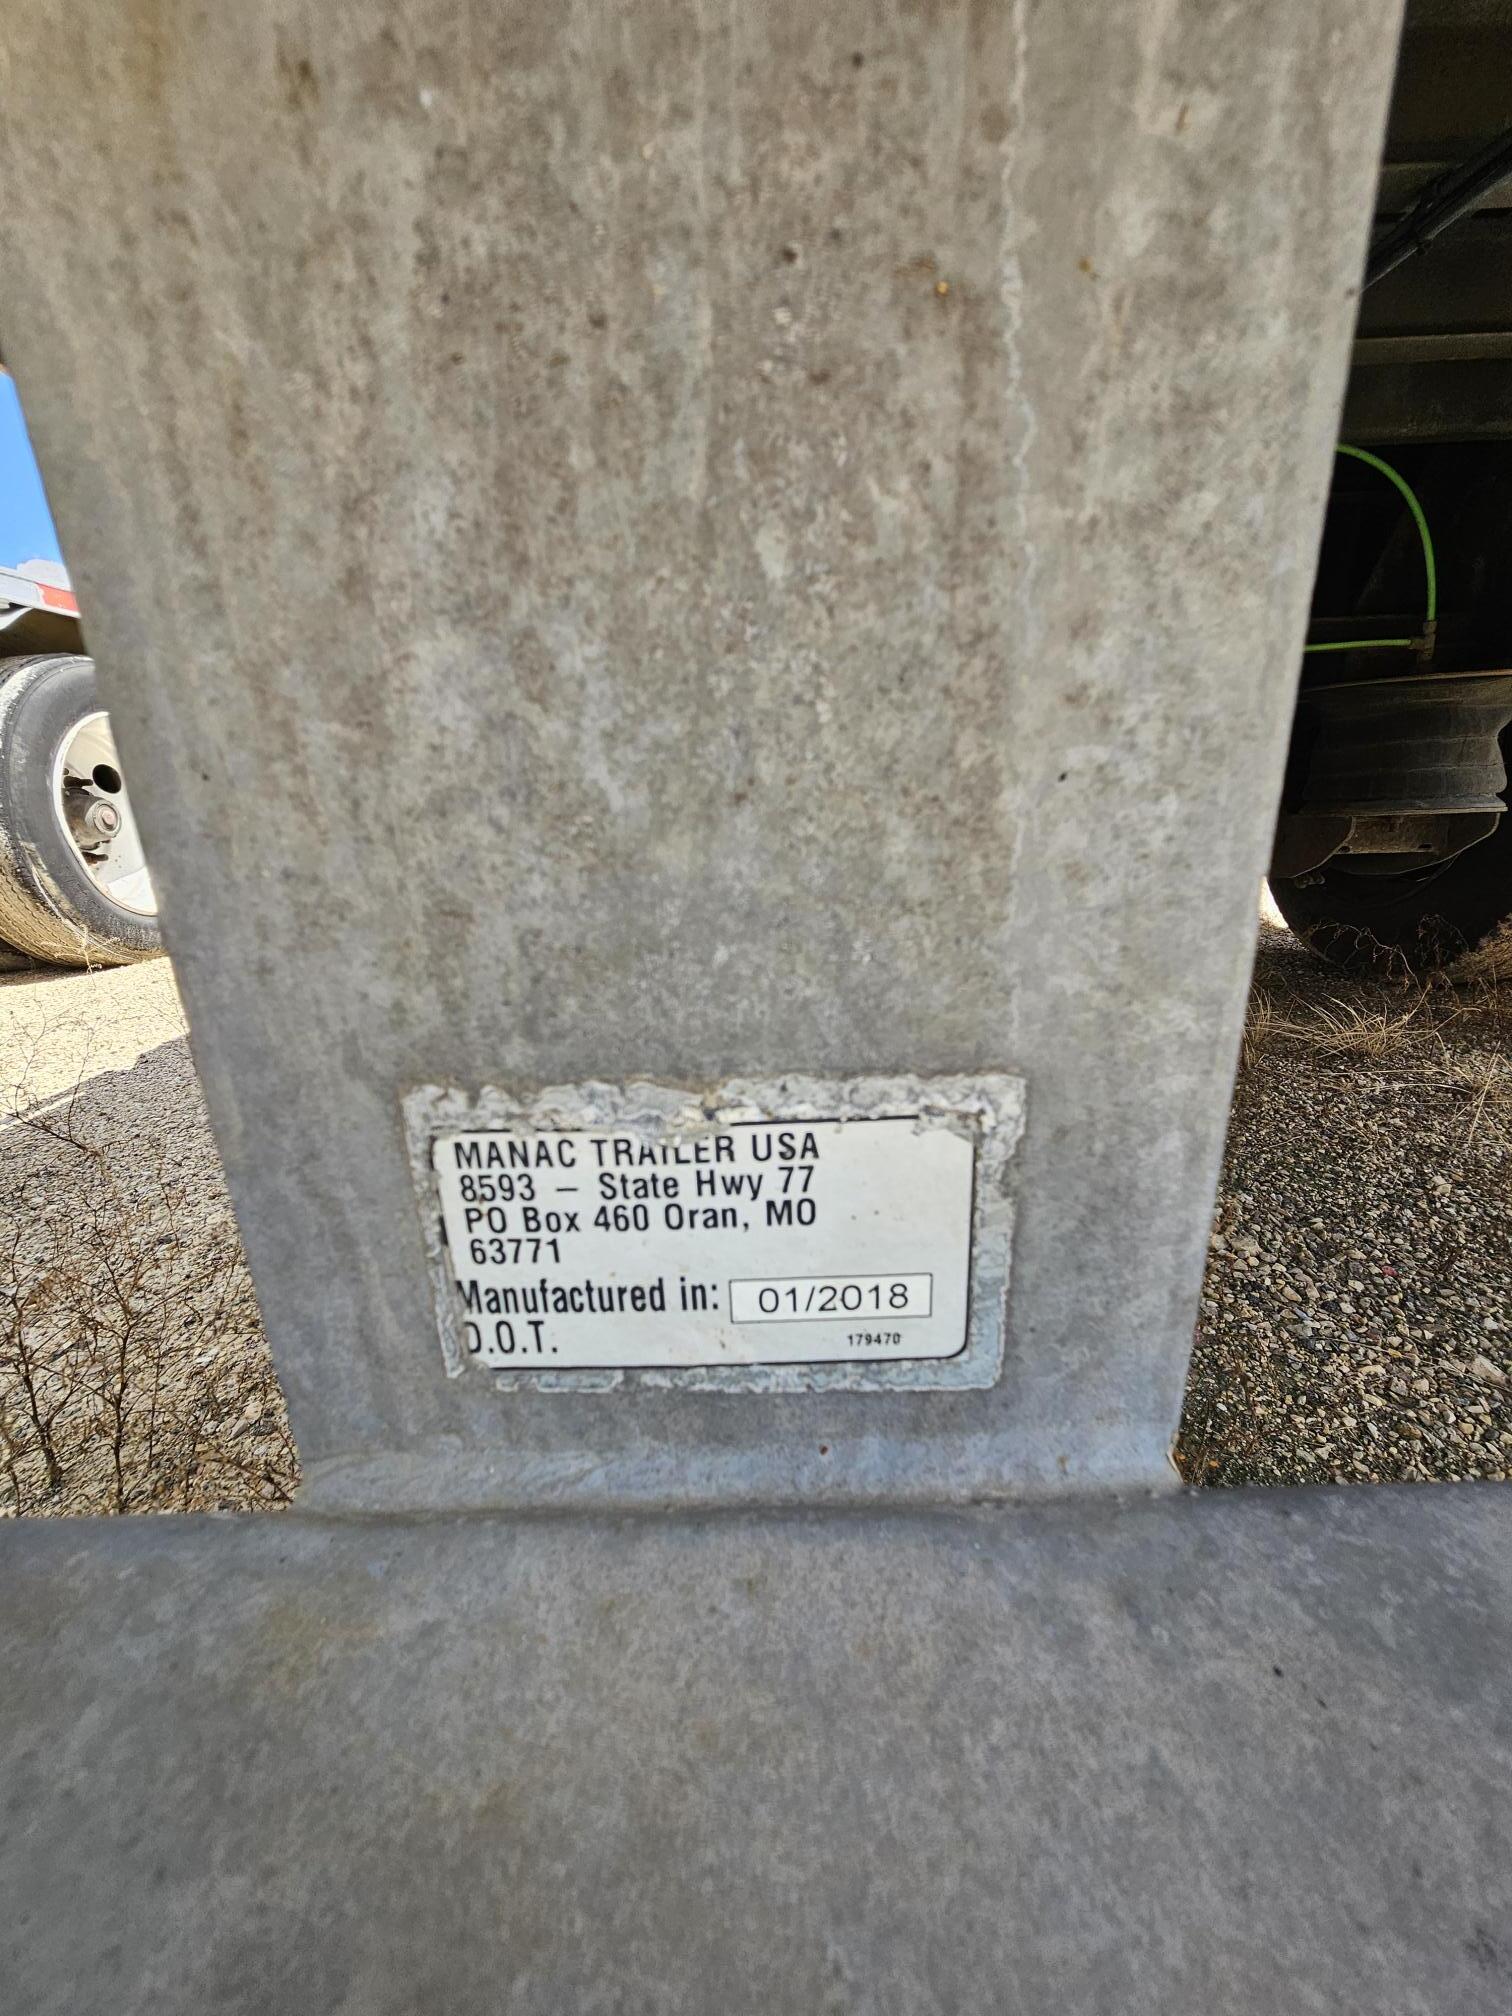 MANAC TRAILER USA
8593 – State Hwy 77
PO Box 460 Oran, MO
63771
Manufactured in: 01/2018
D.O.T. 179470